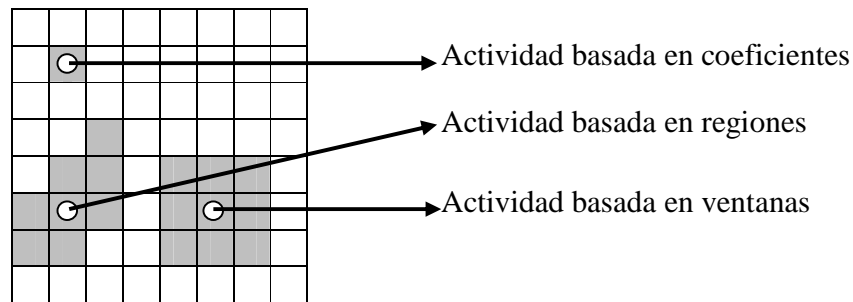 Actividad basada en coeficientes
Actividad basada en regiones
Actividad basada en ventanas